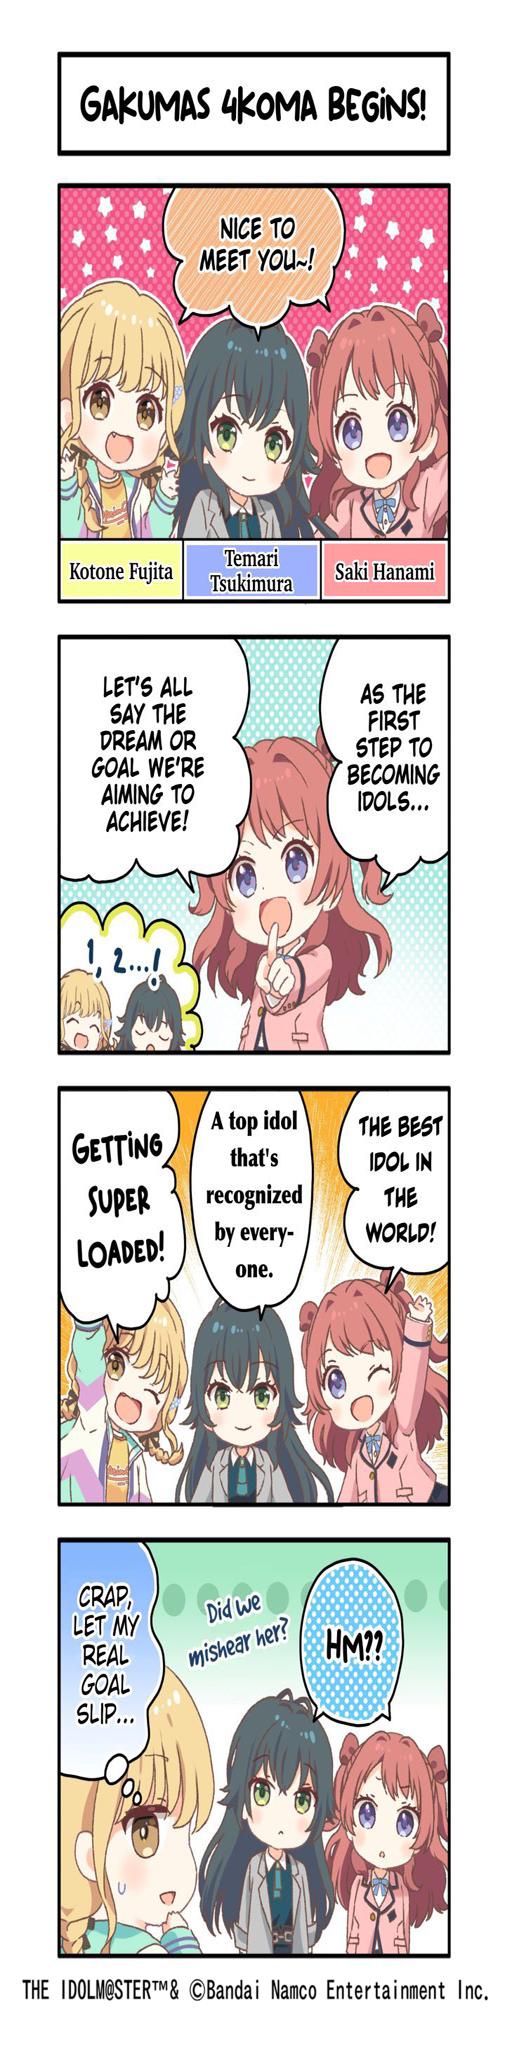 GAKUMAS 4KOMA BEGINS!
NICE TO
MEET YOU~!
Kotone Fujita
Temari
Tsukimura
Saki Hanami
AS THE
FIRST
STEP TO
BECOMING
IDOLS...
LET'S ALL
SAY THE
DREAM OR
GOAL WE'RE
AIMING TO
ACHIEVE!
1, 2...!
THE BEST
IDOL IN
THE
WORLD!
A top idol
that's
recognized
by every-
one.
GETTING
SUPER
LOADED!
HM??
Did we
mishear her?
CRAP,
LET MY
REAL
GOAL
SLIP...
THE IDOLM@STER™& ©Bandai Namco Entertainment Inc.